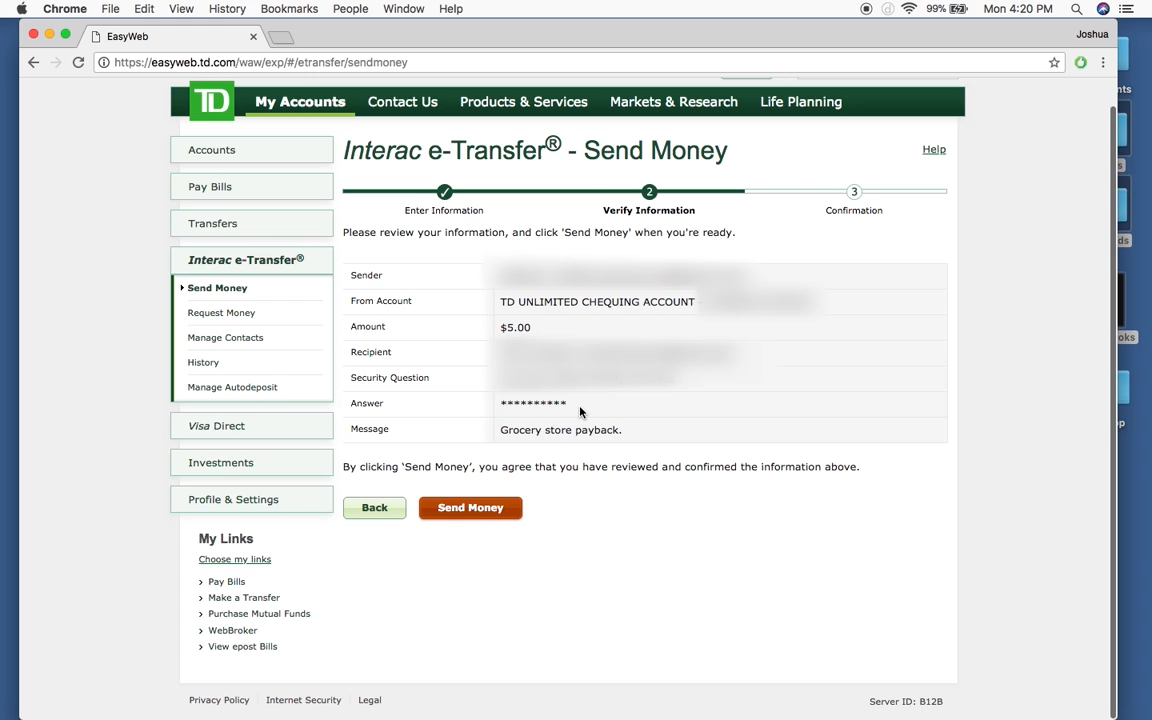 Chrome File Edit View History Bookmarks People Window Help 99% Mon 4:20 PM
EasyWeb Joshua
https://easyweb.td.com/waw/exp/#/etransfer/sendmoney
nts
TD My Accounts Contact Us Products & Services Markets & Research Life Planning
Accounts
Pay Bills
Transfers
Interac e-Transfer®
Send Money
Request Money
Manage Contacts
History
Manage Autodeposit
Visa Direct
Investments
Profile & Settings
My Links
Choose my links
› Pay Bills
› Make a Transfer
› Purchase Mutual Funds
› WebBroker
› View epost Bills
Interac e-Transfer® - Send Money
Help
2 3
Enter Information Verify Information Confirmation
Please review your information, and click 'Send Money' when you're ready.
Sender
From Account TD UNLIMITED CHEQUING ACCOUNT
Amount $5.00
Recipient
Security Question
Answer **********
Message Grocery store payback.
By clicking ‘Send Money’, you agree that you have reviewed and confirmed the information above.
Back Send Money
s
ds
oks
p
Privacy Policy Internet Security Legal Server ID: B12B